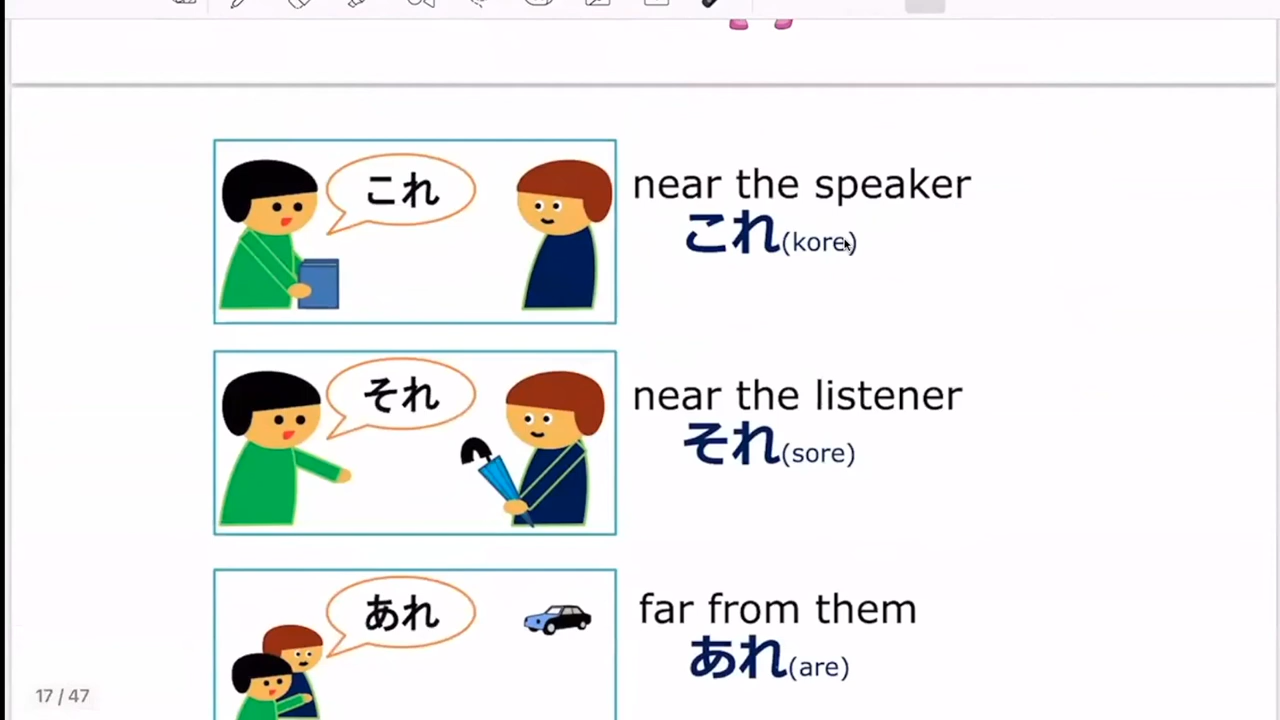 これ
near the speaker
これ(kore)
それ
near the listener
それ(sore)
あれ
far from them
あれ(are)
17 / 47